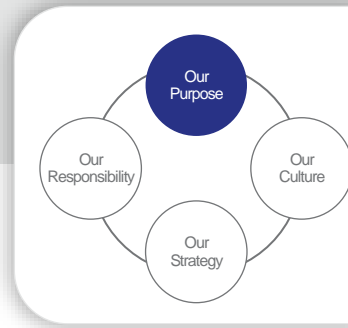 Our
Purpose
Our
Responsibility
Our
Culture
Our
Strategy